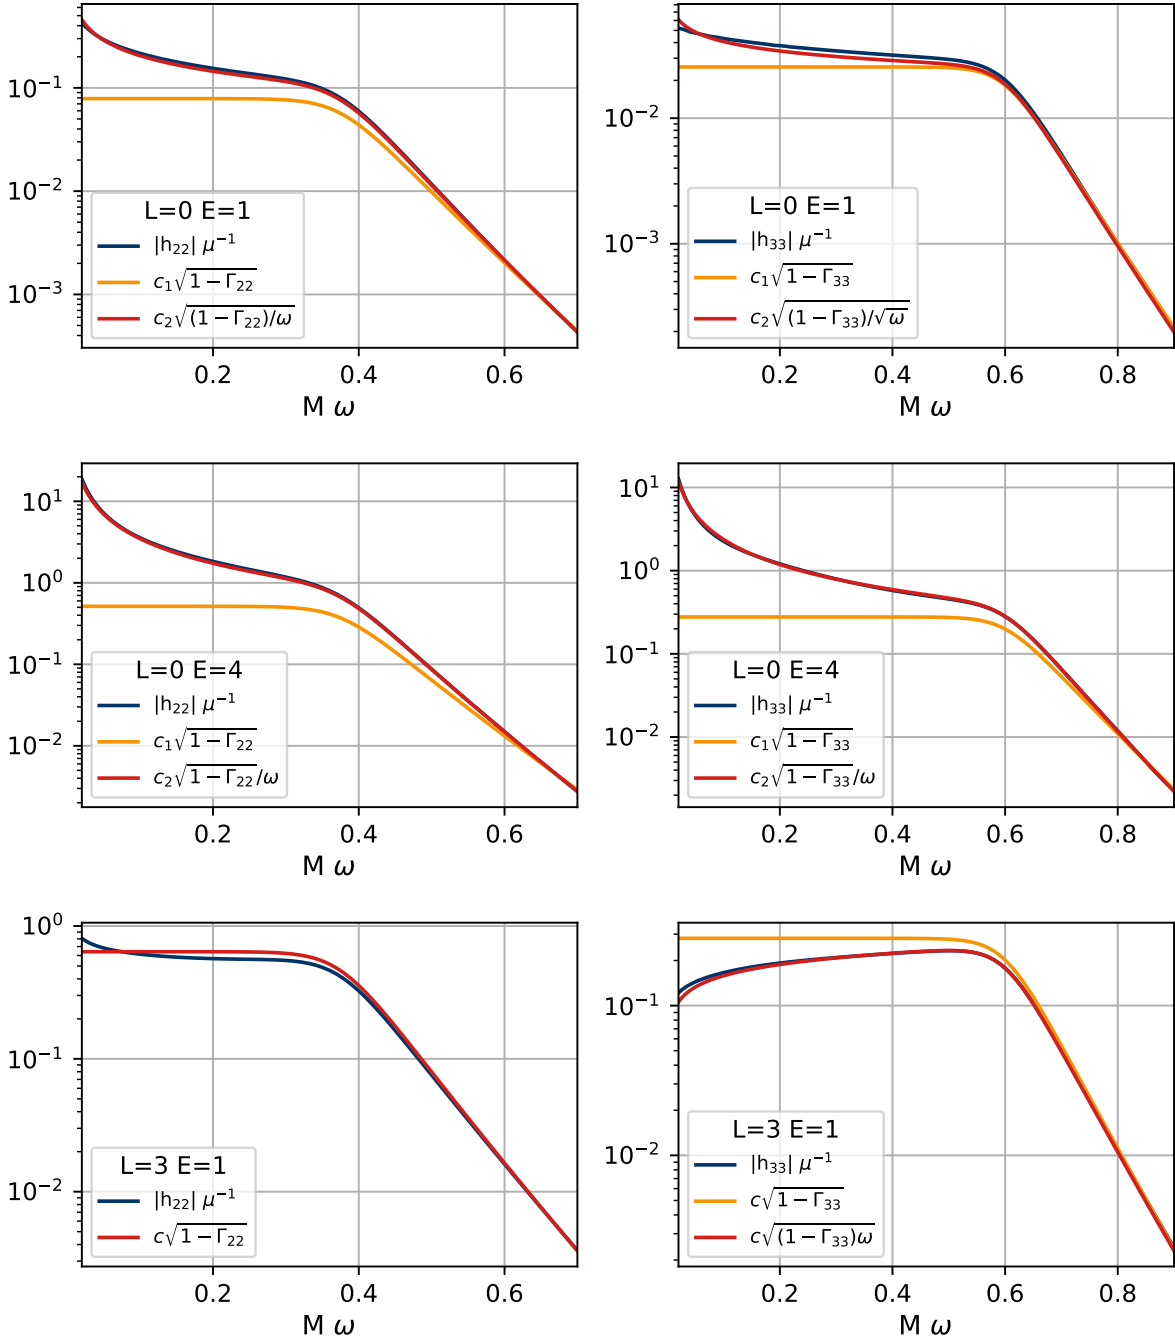 10⁻¹
10⁻²
10⁻³
L=0 E=1
|h₂₂| μ⁻¹
c₁√(1 − Γ₂₂)
c₂√((1 − Γ₂₂)/ω)
0.2 0.4 0.6
M ω
10⁻²
10⁻³
L=0 E=1
|h₃₃| μ⁻¹
c₁√(1 − Γ₃₃)
c₂√((1 − Γ₃₃)/√ω)
0.2 0.4 0.6 0.8
M ω
10¹
10⁰
10⁻¹
10⁻²
L=0 E=4
|h₂₂| μ⁻¹
c₁√(1 − Γ₂₂)
c₂√(1 − Γ₂₂)/ω
0.2 0.4 0.6
M ω
10¹
10⁰
10⁻¹
10⁻²
L=0 E=4
|h₃₃| μ⁻¹
c₁√(1 − Γ₃₃)
c₂√(1 − Γ₃₃)/ω
0.2 0.4 0.6 0.8
M ω
10⁰
10⁻¹
10⁻²
L=3 E=1
|h₂₂| μ⁻¹
c√(1 − Γ₂₂)
0.2 0.4 0.6
M ω
10⁻¹
10⁻²
L=3 E=1
|h₃₃| μ⁻¹
c√(1 − Γ₃₃)
c√((1 − Γ₃₃)ω)
0.2 0.4 0.6 0.8
M ω